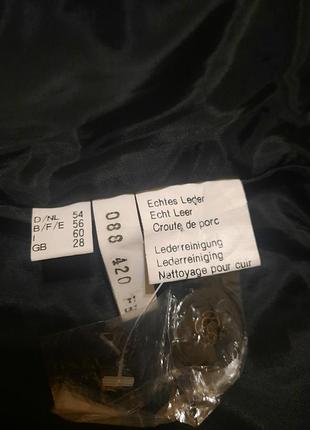 D/NL 54
B/F/E 56
I 60
GB 28
088 420
Echtes Leder
Echt Leer
Croute de porc
Lederreinigung
Lederreiniging
Nettoyage pour cuir